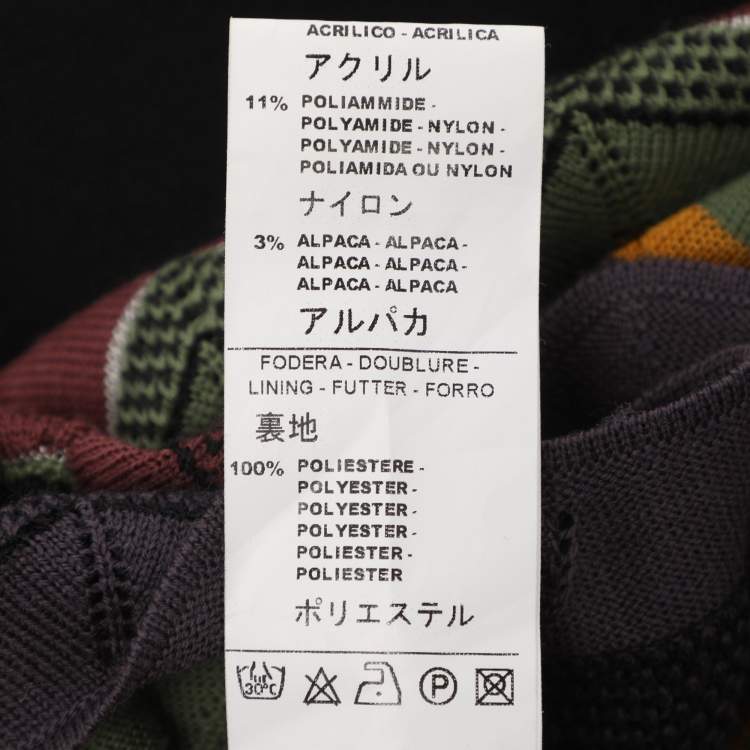 ACRILICO - ACRILICA
アクリル
11% POLIAMMIDE -
POLYAMIDE - NYLON -
POLYAMIDE - NYLON -
POLIAMIDA OU NYLON
ナイロン
3% ALPACA - ALPACA -
ALPACA - ALPACA -
ALPACA - ALPACA
アルパカ
FODERA - DOUBLURE -
LINING - FUTTER - FORRO
裏地
100% POLIESTERE -
POLYESTER -
POLYESTER -
POLYESTER -
POLIESTER -
POLIESTER
ポリエステル
30°C P